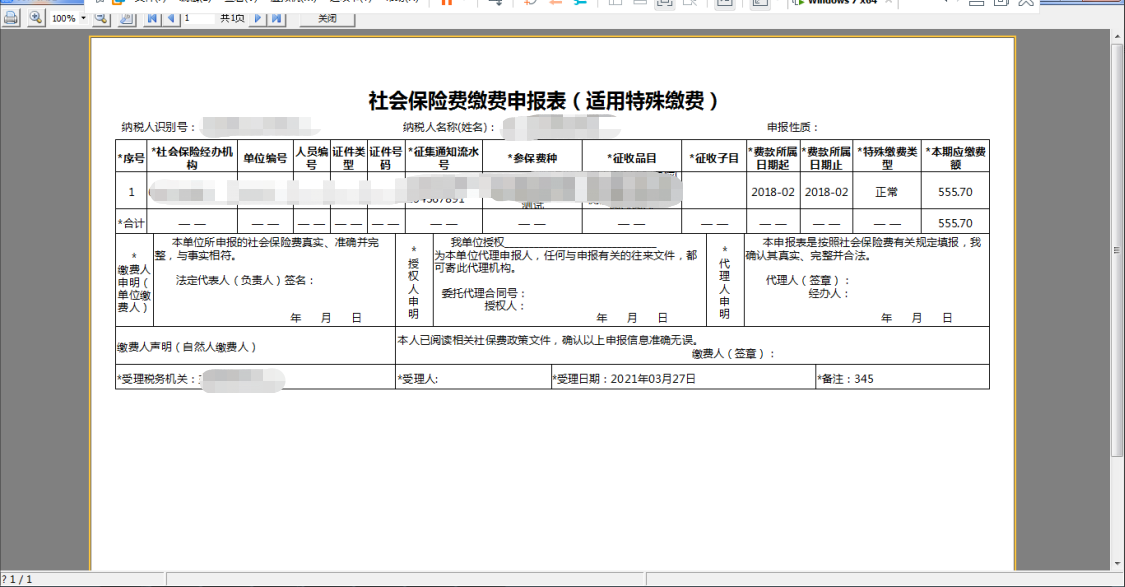 Windows 7 x64
100%
1
共1页
关闭
社会保险费缴费申报表（适用特殊缴费）
纳税人识别号：
纳税人名称(姓名)：
申报性质：
*序号
*社会保险经办机构
单位编号
人员编号
证件类型
证件号码
*征集通知流水号
*参保费种
*征收品目
*征收子目
*费款所属日期起
*费款所属日期止
*特殊缴费类型
*本期应缴费额
1
2018-02
2018-02
正常
555.70
*合计
— —
— —
— —
— —
— —
— —
— —
— —
— —
— —
— —
555.70
*缴费人申明（单位缴费人）
本单位所申报的社会保险费真实、准确并完
整，与事实相符。
法定代表人（负责人）签名：
年 月 日
*授权人申明
我单位授权
为本单位代理申报人，任何与申报有关的往来文件，都
可寄此代理机构。
委托代理合同号：
授权人：
年 月 日
*代理人申明
本申报表是按照社会保险费有关规定填报，我
确认其真实、完整并合法。
代理人（签章）：
经办人：
年 月 日
缴费人声明（自然人缴费人）
本人已阅读相关社保费政策文件，确认以上申报信息准确无误。
缴费人（签章）：
*受理税务机关：
*受理人:
*受理日期：2021年03月27日
*备注：345
? 1 / 1